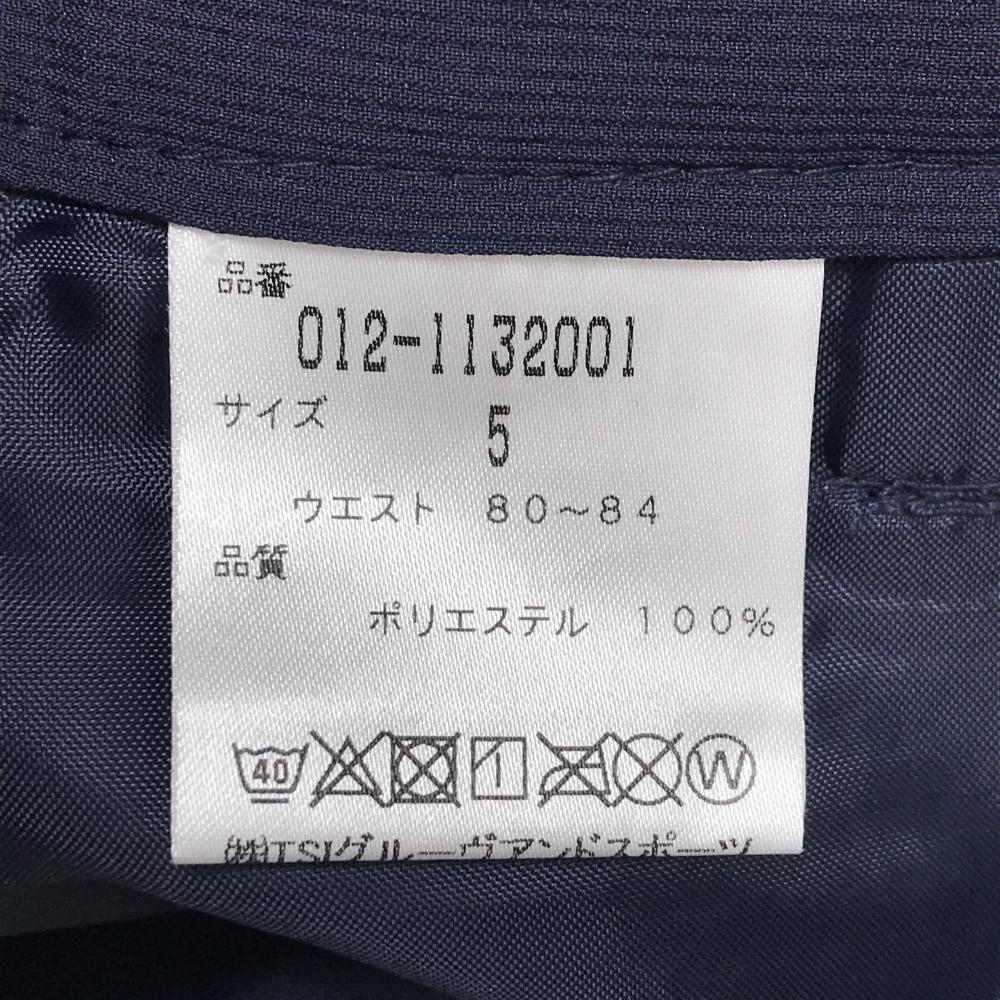 品番
012-1132001
サイズ 5
ウエスト 80～84
品質
ポリエステル 100%
40 W
㈱TSIグルーヴアンドスポーツ